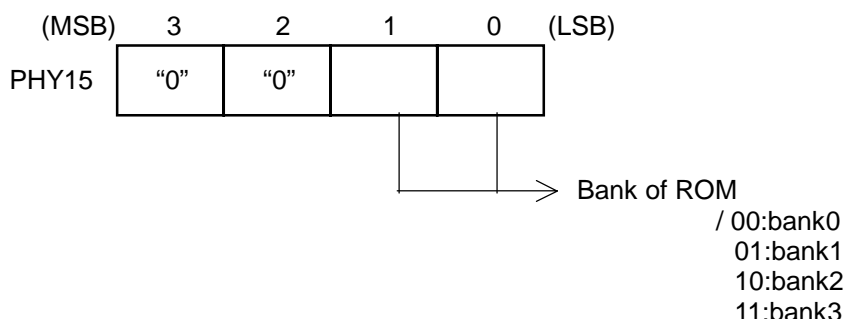 (MSB) 3 2 1 0 (LSB)
PHY15 “0” “0”
Bank of ROM
/ 00:bank0
01:bank1
10:bank2
11:bank3